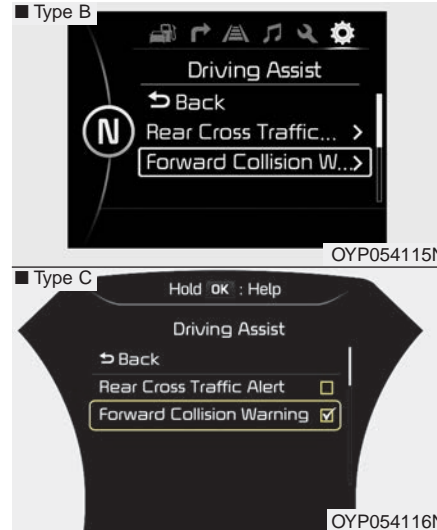 ■ Type B
Driving Assist
Back
N
Rear Cross Traffic... >
Forward Collision W...>
OYP054115N
■ Type C
Hold OK : Help
Driving Assist
Back
Rear Cross Traffic Alert
Forward Collision Warning
OYP054116N